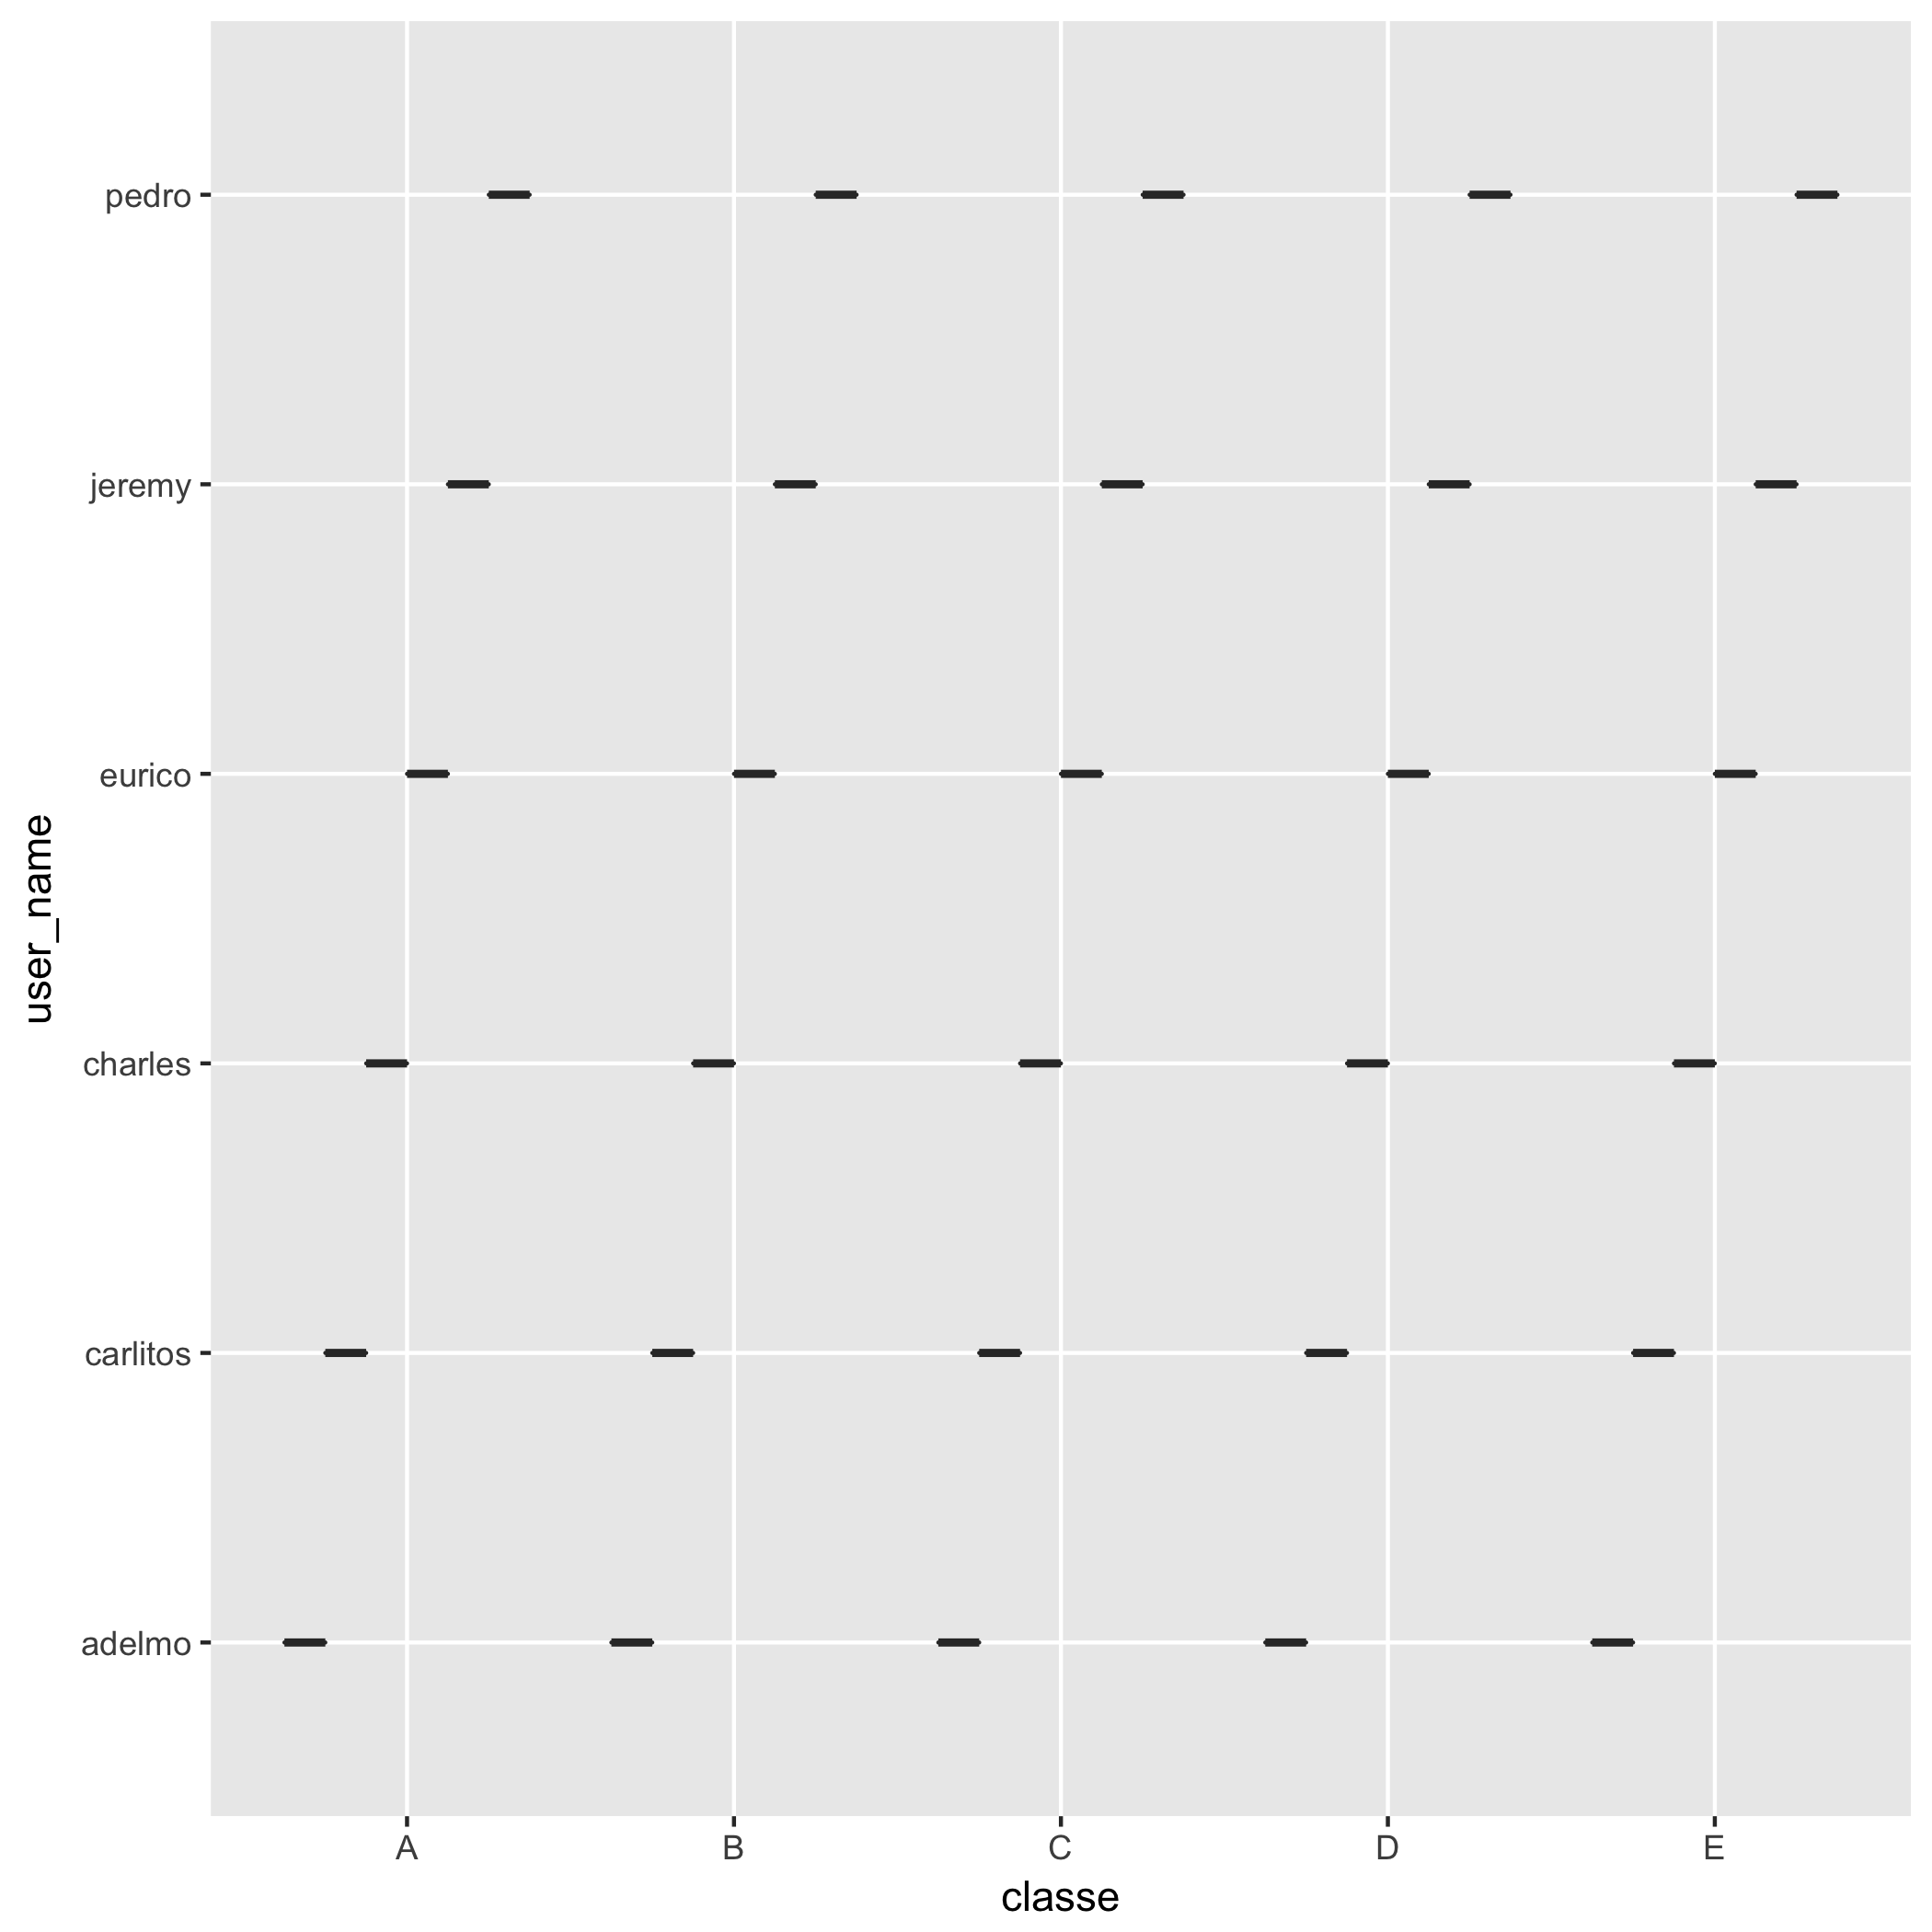 pedro
jeremy
eurico
charles
carlitos
adelmo
user_name
A B C D E
classe